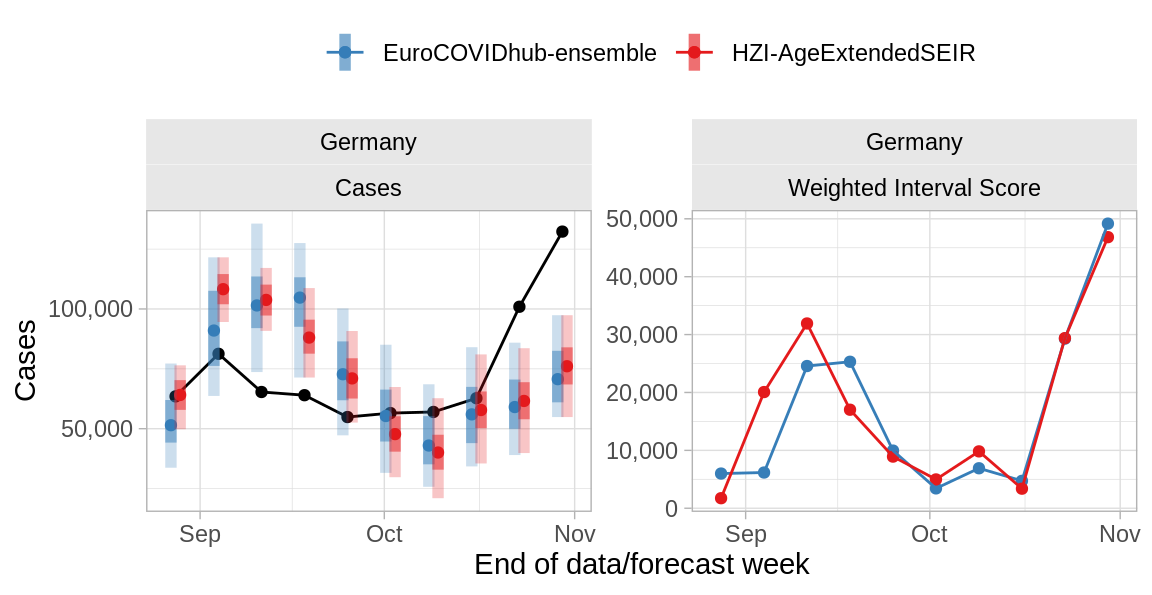 EuroCOVIDhub-ensemble HZI-AgeExtendedSEIR
Germany
Cases
Germany
Weighted Interval Score
Cases
100,000
50,000
Sep Oct Nov
50,000
40,000
30,000
20,000
10,000
0
Sep Oct Nov
End of data/forecast week